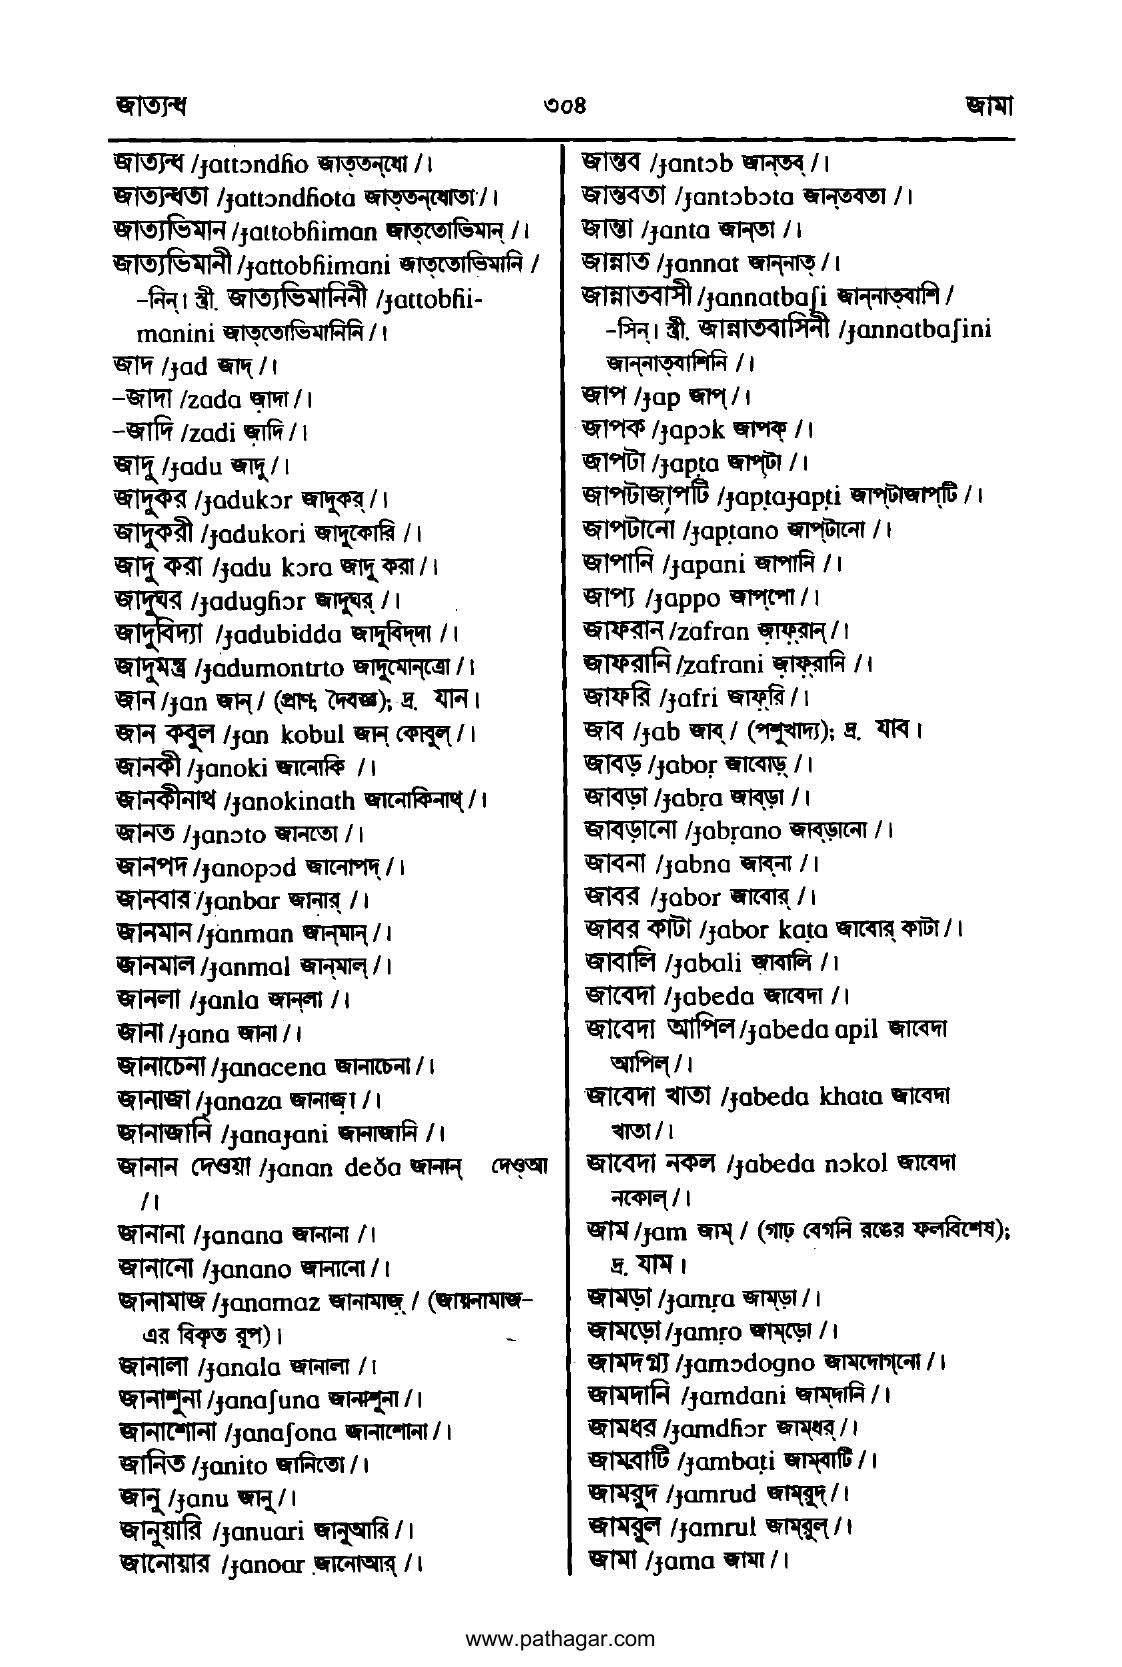 জাত্যন্ধ ৩০৪ জামা
জাত্যন্ধ /ɟattɔndɦo জাত্‌তন্‌ধো /।
জাত্যন্ধতা /ɟattɔndɦota জাত্‌তন্‌ধোতা /।
জাত্যভিমান /ɟattobɦiman জাত্‌তোভিমান্ /।
জাত্যভিমানী /ɟattobɦimani জাত্‌তোভিমানি /
–নিন্। স্ত্রী. জাত্যভিমানিনী /ɟattobɦi-
manini জাত্‌তোভিমানিনি /।
জাদ /ɟad জাদ্ /।
–জাদা /zada জ়াদা /।
–জাদি /zadi জ়াদি /।
জাদু /ɟadu জাদু /।
জাদুকর /ɟadukɔr জাদুকর্ /।
জাদুকরী /ɟadukori জাদুকোরি /।
জাদু করা /ɟadu kɔra জাদু করা /।
জাদুঘর /ɟadugɦɔr জাদুঘর্ /।
জাদুবিদ্যা /ɟadubidda জাদুবিদ্‌দা /।
জাদুমন্ত্র /ɟadumontrto জাদুমোন্‌ত্রো /।
জান /ɟan জান্ / (প্রাণ; দৈবজ্ঞ); দ্র. যান।
জান কবুল /ɟan kobul জান্ কোবুল্ /।
জানকী /ɟanoki জানোকি /।
জানকীনাথ /ɟanokinath জানোকিনাথ্ /।
জানত /ɟanɔto জানতো /।
জানপদ /ɟanopɔd জানোপদ্ /।
জানবার /ɟanbar জানার্ /।
জানমান /ɟanman জান্‌মান্ /।
জানমাল /ɟanmal জান্‌মাল্ /।
জানলা /ɟanla জান্‌লা /।
জানা /ɟana জানা /।
জানাচেনা /ɟanacena জানাচেনা /।
জানাজা /ɟanaza জানাজ়া /।
জানাজানি /ɟanaɟani জানাজানি /।
জানান দেওয়া /ɟanan deŏa জানান্ দেওআ
/।
জানানা /ɟanana জানানা /।
জানানো /ɟanano জানানো /।
জানামাজ /ɟanamaz জানামাজ়্ / (জায়নামাজ–
এর বিকৃত রূপ)।
জানালা /ɟanala জানালা /।
জানাশুনা /ɟanaʃuna জানাশুনা /।
জানাশোনা /ɟanaʃona জানাশোনা /।
জানিত /ɟanito জানিতো /।
জানু /ɟanu জানু /।
জানুয়ারি /ɟanuari জানুআরি /।
জানোয়ার /ɟanoar জানোআর্ /।
জান্তব /ɟantɔb জান্‌তব্ /।
জান্তবতা /ɟantɔbɔta জান্‌তবতা /।
জান্তা /ɟanta জান্‌তা /।
জান্নাত /ɟannat জান্‌নাত্ /।
জান্নাতবাসী /ɟannatbaʃi জান্‌নাত্‌বাশি /
–সিন্। স্ত্রী. জান্নাতবাসিনী /ɟannatbaʃini
জান্‌নাত্‌বাশিনি /।
জাপ /ɟap জাপ্ /।
জাপক /ɟapɔk জাপক্ /।
জাপটা /ɟapṭa জাপ্‌টা /।
জাপটাজাপটি /ɟapṭaɟapṭi জাপ্‌টাজাপ্‌টি /।
জাপটানো /ɟapṭano জাপ্‌টানো /।
জাপানি /ɟapani জাপানি /।
জাপ্য /ɟappo জাপ্‌পো /।
জাফরান /zafran জ়াফ্‌রান্ /।
জাফরানি /zafrani জ়াফ্‌রানি /।
জাফরি /ɟafri জাফ্‌রি /।
জাব /ɟab জাব্ / (পশুখাদ্য); দ্র. যাব।
জাবড় /ɟaboṛ জাবোড়্ /।
জাবড়া /ɟabṛa জাব্‌ড়া /।
জাবড়ানো /ɟabṛano জাব্‌ড়ানো /।
জাবনা /ɟabna জাব্‌না /।
জাবর /ɟabor জাবোর্ /।
জাবর কাটা /ɟabor kaṭa জাবোর্ কাটা /।
জাবালি /ɟabali জাবালি /।
জাবেদা /ɟabeda জাবেদা /।
জাবেদা আপিল /ɟabeda apil জাবেদা
আপিল্ /।
জাবেদা খাতা /ɟabeda khata জাবেদা
খাতা /।
জাবেদা নকল /ɟabeda nɔkol জাবেদা
নকোল্ /।
জাম /ɟam জাম্ / (গাঢ় বেগনি রঙের ফলবিশেষ);
দ্র. যাম।
জামড়া /ɟamṛa জাম্‌ড়া /।
জামড়ো /ɟamṛo জাম্‌ড়ো /।
জামদগ্ন্য /ɟamɔdogno জামদোগ্‌নো /।
জামদানি /ɟamdani জাম্‌দানি /।
জামধর /ɟamdɦɔr জাম্‌ধর্ /।
জামবাটি /ɟambaṭi জাম্‌বাটি /।
জামরুদ /ɟamrud জাম্‌রুদ্ /।
জামরুল /ɟamrul জাম্‌রুল্ /।
জামা /ɟama জামা /।
www.pathagar.com